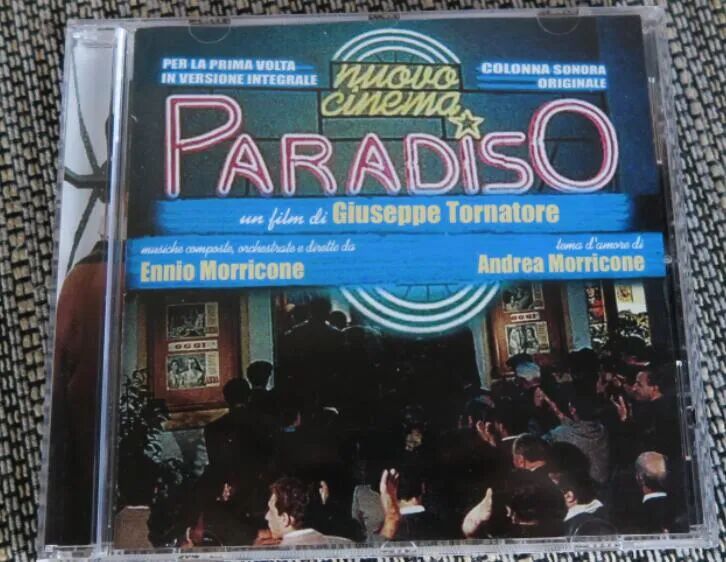 PER LA PRIMA VOLTA
IN VERSIONE INTEGRALE
COLONNA SONORA
ORIGINALE
nuovo
cinema
PARADISO
un film di Giuseppe Tornatore
musiche composte, orchestrate e dirette da
Ennio Morricone
tema d'amore di
Andrea Morricone
OGGI